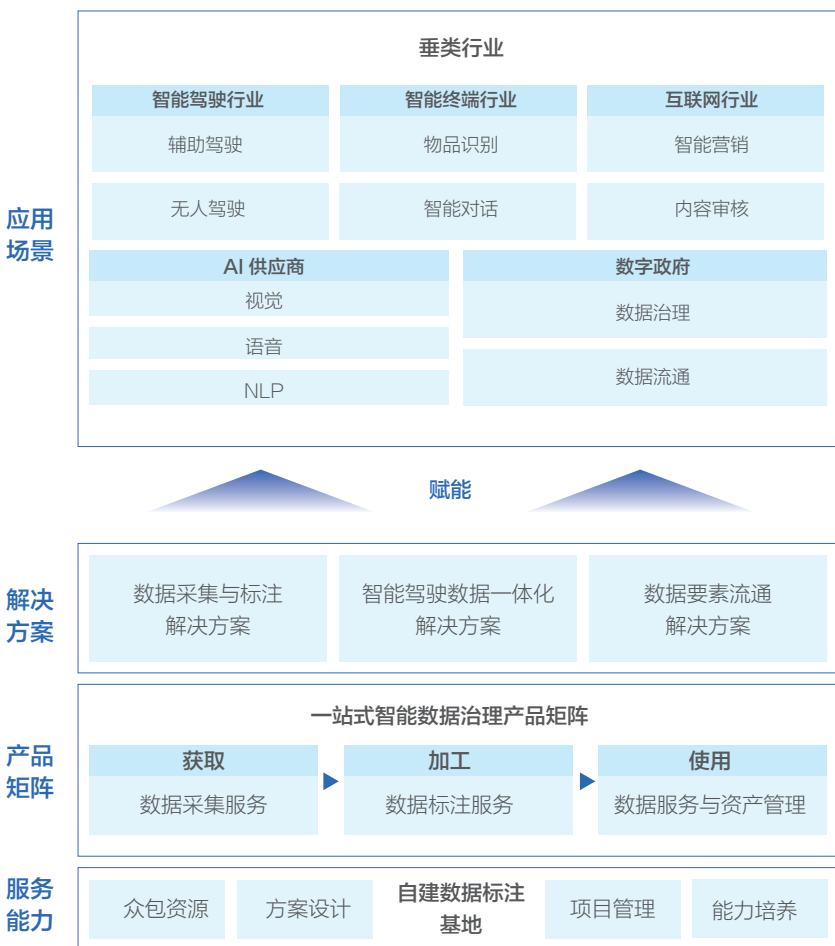 应用
场景
垂类行业
智能驾驶行业
智能终端行业
互联网行业
辅助驾驶
物品识别
智能营销
无人驾驶
智能对话
内容审核
AI 供应商
数字政府
视觉
语音
NLP
数据治理
数据流通
赋能
解决
方案
数据采集与标注
解决方案
智能驾驶数据一体化
解决方案
数据要素流通
解决方案
产品
矩阵
一站式智能数据治理产品矩阵
获取
数据采集服务
加工
数据标注服务
使用
数据服务与资产管理
服务
能力
众包资源
方案设计
自建数据标注
基地
项目管理
能力培养